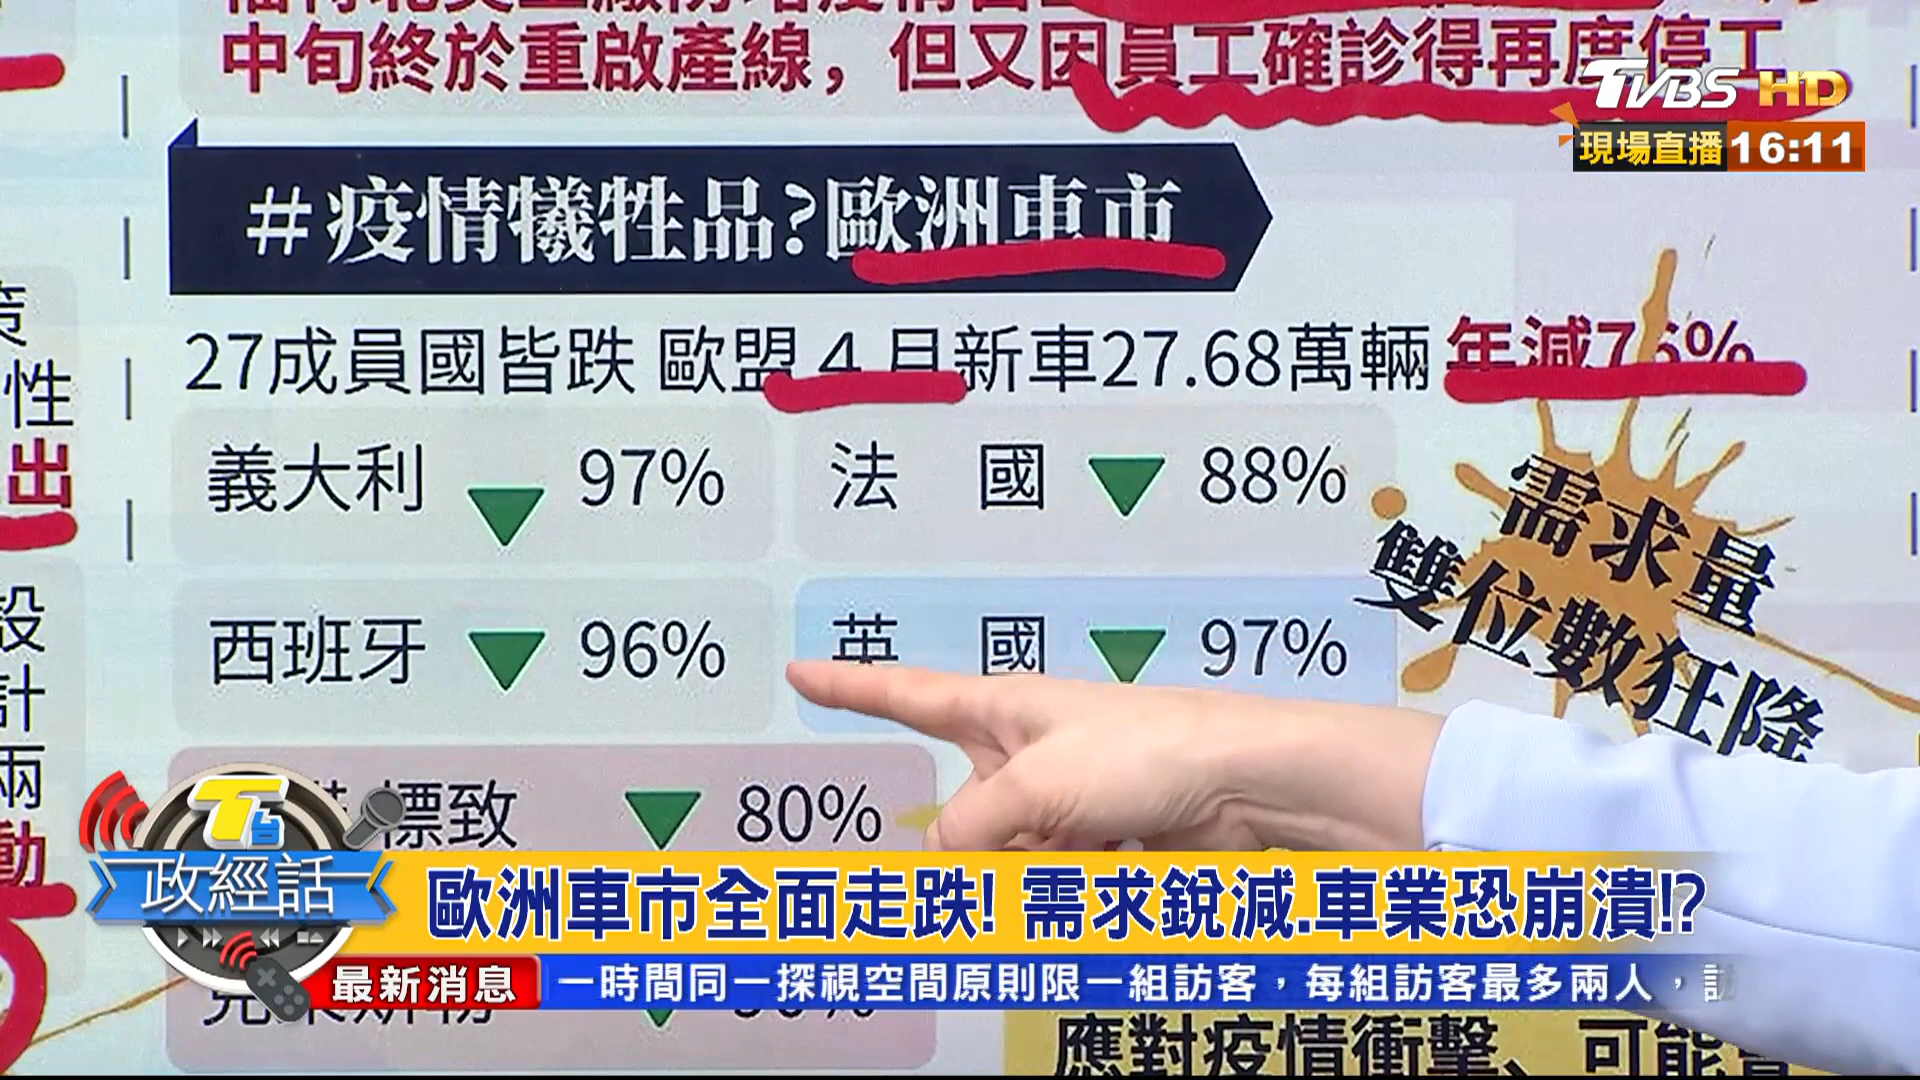 中旬終於重啟產線，但又因員工確診得再度停工
TVBS HD
現場直播 16:11
#疫情犧牲品?歐洲車市
27成員國皆跌 歐盟4月新車27.68萬輛 年減76%
性
出
義大利 ▼ 97% 法 國 ▼ 88%
需求量
雙位數狂降
西班牙 ▼ 96% 英 國 ▼ 97%
設
計
兩
動
標致 ▼ 80%
T台
政經話
歐洲車市全面走跌! 需求銳減.車業恐崩潰!?
最新消息 一時間同一探視空間原則限一組訪客，每組訪客最多兩人，
應對疫情衝擊、可能